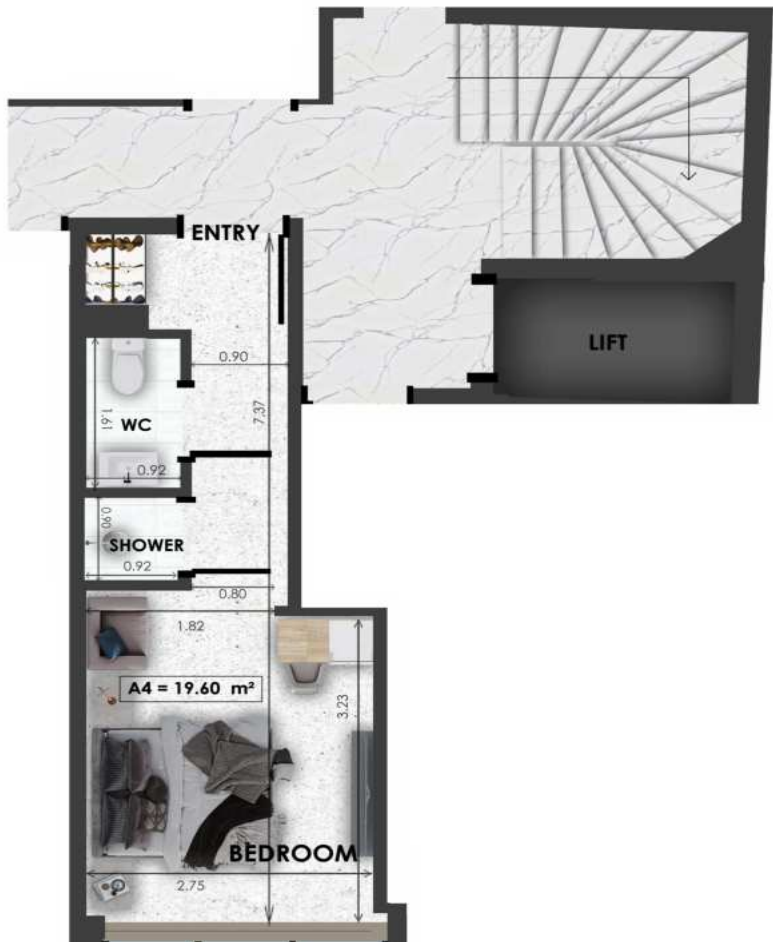 ENTRY
LIFT
0.90
7.37
WC
1.61
0.92
0.90
SHOWER
0.92
0.80
1.82
A4 = 19.60 m²
3.23
BEDROOM
2.75